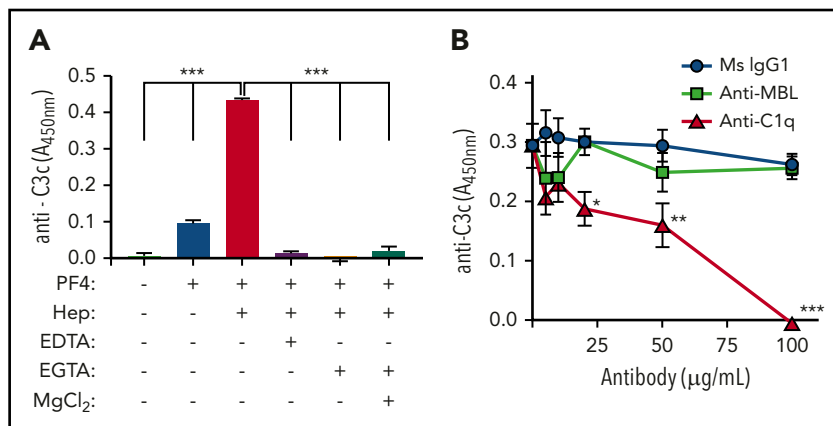 A
anti - C3c (A450nm)
0.5
0.4
0.3
0.2
0.1
0.0
*** ***
PF4: - + + + + +
Hep: - - + + + +
EDTA: - - - + - -
EGTA: - - - - + +
MgCl2: - - - - - +
B
Ms IgG1
Anti-MBL
Anti-C1q
anti-C3c (A450nm)
0.4
0.3
0.2
0.1
0.0
*
**
***
25 50 75 100
Antibody (μg/mL)